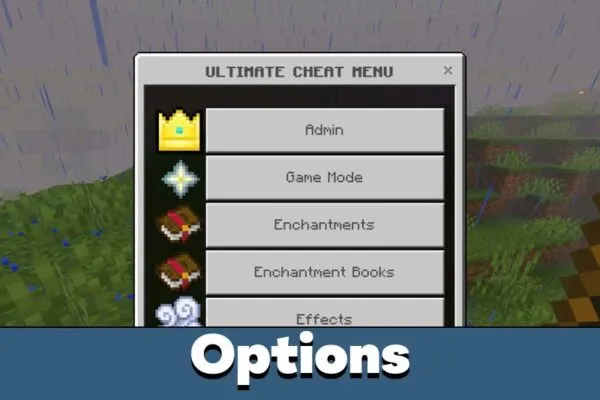 ULTIMATE CHEAT MENU ×
Admin
Game Mode
Enchantments
Enchantment Books
Effects
Options